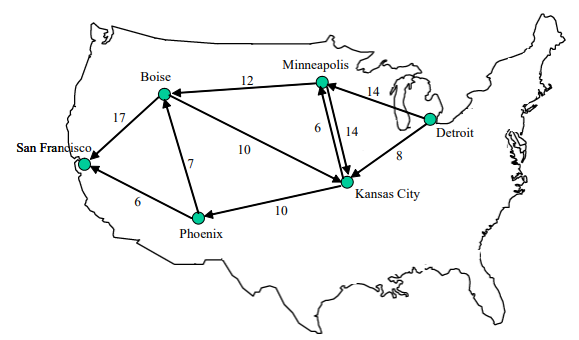 Minneapolis
Boise
12
14
17
San Francisco
6
14
Detroit
10
8
7
Kansas City
6
10
Phoenix